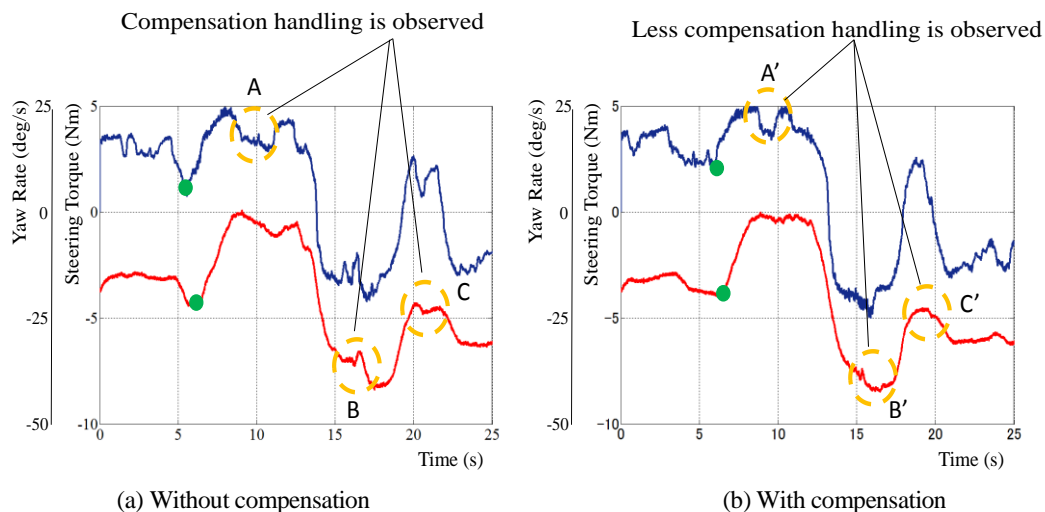 Compensation handling is observed
A
25
0
-25
-50
Yaw Rate (deg/s)
Steering Torque (Nm)
5
0
-5
-10
B
C
0
5
10
15
20
25
Time (s)
(a) Without compensation
Less compensation handling is observed
A’
25
0
-25
-50
Yaw Rate (deg/s)
Steering Torque (Nm)
5
0
-5
-10
B’
C’
0
5
10
15
20
25
Time (s)
(b) With compensation